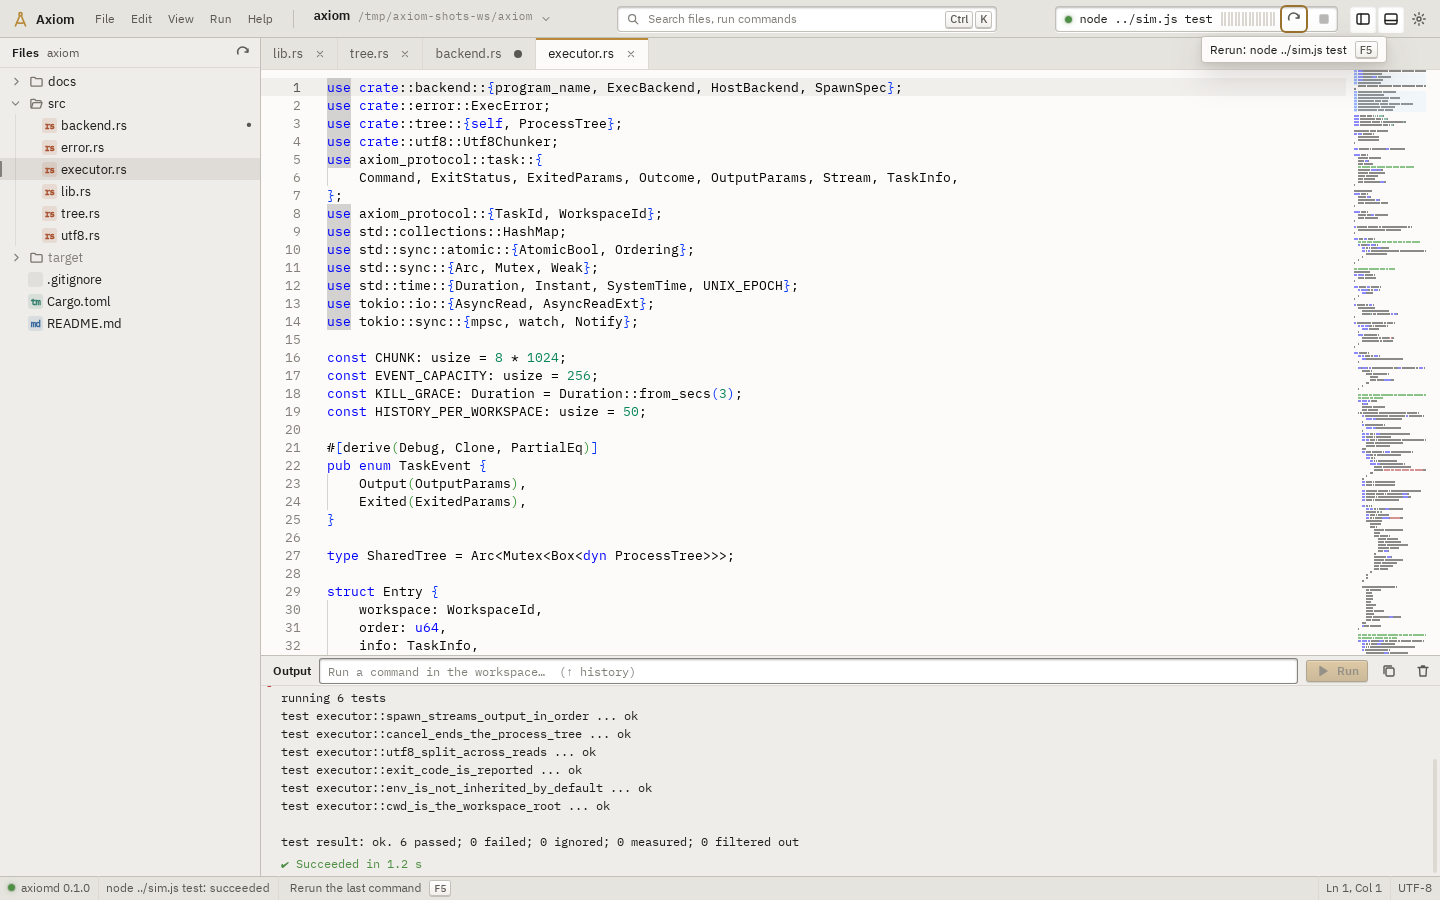 Axiom File Edit View Run Help axiom /tmp/axiom-shots-ws/axiom Search files, run commands Ctrl K node ../sim.js test
Rerun: node ../sim.js test F5
Files axiom
docs
src
backend.rs
error.rs
executor.rs
lib.rs
tree.rs
utf8.rs
target
.gitignore
Cargo.toml
README.md
lib.rs tree.rs backend.rs executor.rs
1 use crate::backend::{program_name, ExecBackend, HostBackend, SpawnSpec};
2 use crate::error::ExecError;
3 use crate::tree::{self, ProcessTree};
4 use crate::utf8::Utf8Chunker;
5 use axiom_protocol::task::{
6 Command, ExitStatus, ExitedParams, Outcome, OutputParams, Stream, TaskInfo,
7 };
8 use axiom_protocol::{TaskId, WorkspaceId};
9 use std::collections::HashMap;
10 use std::sync::atomic::{AtomicBool, Ordering};
11 use std::sync::{Arc, Mutex, Weak};
12 use std::time::{Duration, Instant, SystemTime, UNIX_EPOCH};
13 use tokio::io::{AsyncRead, AsyncReadExt};
14 use tokio::sync::{mpsc, watch, Notify};
15
16 const CHUNK: usize = 8 * 1024;
17 const EVENT_CAPACITY: usize = 256;
18 const KILL_GRACE: Duration = Duration::from_secs(3);
19 const HISTORY_PER_WORKSPACE: usize = 50;
20
21 #[derive(Debug, Clone, PartialEq)]
22 pub enum TaskEvent {
23 Output(OutputParams),
24 Exited(ExitedParams),
25 }
26
27 type SharedTree = Arc<Mutex<Box<dyn ProcessTree>>>;
28
29 struct Entry {
30 workspace: WorkspaceId,
31 order: u64,
32 info: TaskInfo,
Output Run a command in the workspace… (↑ history) Run
running 6 tests
test executor::spawn_streams_output_in_order ... ok
test executor::cancel_ends_the_process_tree ... ok
test executor::utf8_split_across_reads ... ok
test executor::exit_code_is_reported ... ok
test executor::env_is_not_inherited_by_default ... ok
test executor::cwd_is_the_workspace_root ... ok
test result: ok. 6 passed; 0 failed; 0 ignored; 0 measured; 0 filtered out
✔ Succeeded in 1.2 s
axiomd 0.1.0 node ../sim.js test: succeeded Rerun the last command F5 Ln 1, Col 1 UTF-8